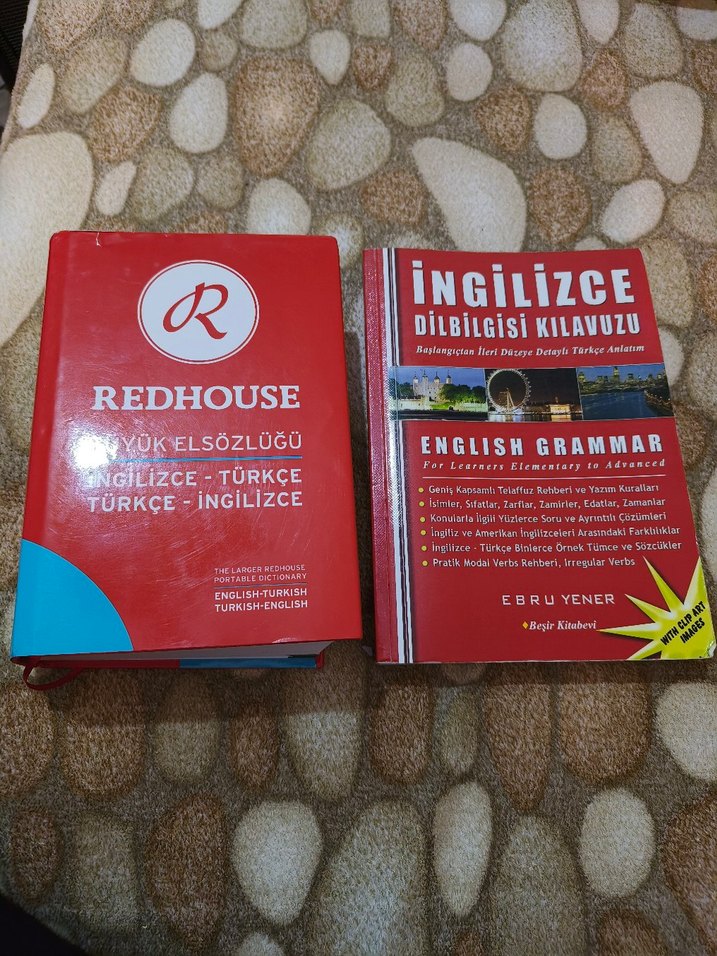 R
REDHOUSE
BÜYÜK ELSÖZLÜĞÜ
İNGİLİZCE - TÜRKÇE
TÜRKÇE - İNGİLİZCE
THE LARGER REDHOUSE
PORTABLE DICTIONARY
ENGLISH-TURKISH
TURKISH-ENGLISH
İNGİLİZCE
DİLBİLGİSİ KILAVUZU
Başlangıçtan İleri Düzeye Detaylı Türkçe Anlatım
ENGLISH GRAMMAR
For Learners Elementary to Advanced
Geniş Kapsamlı Telaffuz Rehberi ve Yazım Kuralları
İsimler, Sıfatlar, Zarflar, Zamirler, Edatlar, Zamanlar
Konularla İlgili Yüzlerce Soru ve Ayrıntılı Çözümleri
İngiliz ve Amerikan İngilizceleri Arasındaki Farklılıklar
İngilizce - Türkçe Binlerce Örnek Tümce ve Sözcükler
Pratik Modal Verbs Rehberi, Irregular Verbs
EBRU YENER
Beşir Kitabevi
WITH CLIP ART
IMAGES